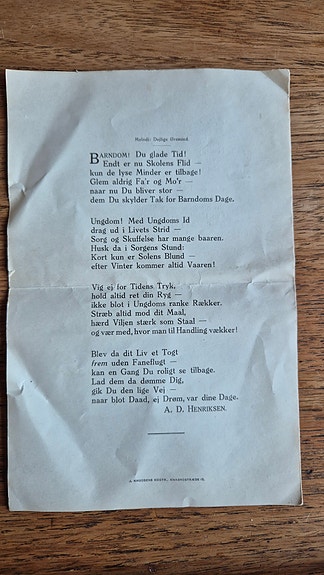 Melodi: Dejlige Øresund
BARNDOM! Du glade Tid!
Endt er nu Skolens Flid —
kun de lyse Minder er tilbage!
Glem aldrig Fa'r og Mo'r —
naar nu Du bliver stor —
dem Du skylder Tak for Barndoms Dage.
Ungdom! Med Ungdoms Id
drag ud i Livets Strid —
Sorg og Skuffelse har mange baaren.
Husk da i Sorgens Stund:
Kort kun er Solens Blund —
efter Vinter kommer altid Vaaren!
Vig ej for Tidens Tryk,
hold altid ret din Ryg —
ikke blot i Ungdoms ranke Rækker.
Stræb altid mod dit Maal,
hærd Viljen stærk som Staal —
og vær med, hvor man til Handling vækker!
Blev da dit Liv et Togt
frem uden Faneflugt —
kan en Gang Du roligt se tilbage.
Lad dem da dømme Dig,
gik Du den lige Vej —
naar blot Daad, ej Drøm, var dine Dage.
A. D. HENRIKSEN.